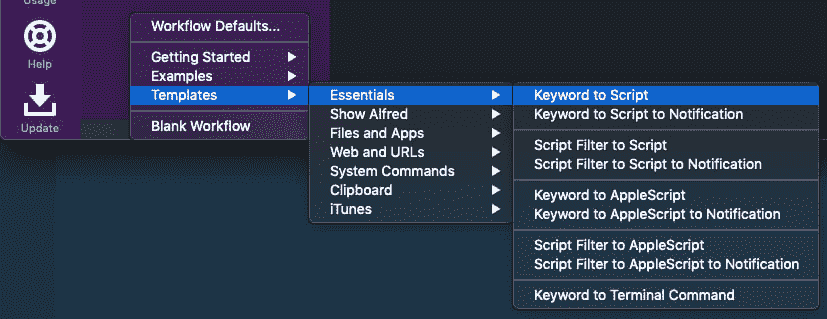 Usage
Help
Update
Workflow Defaults...
Getting Started
Examples
Templates
Blank Workflow
Essentials
Show Alfred
Files and Apps
Web and URLs
System Commands
Clipboard
iTunes
Keyword to Script
Keyword to Script to Notification
Script Filter to Script
Script Filter to Script to Notification
Keyword to AppleScript
Keyword to AppleScript to Notification
Script Filter to AppleScript
Script Filter to AppleScript to Notification
Keyword to Terminal Command